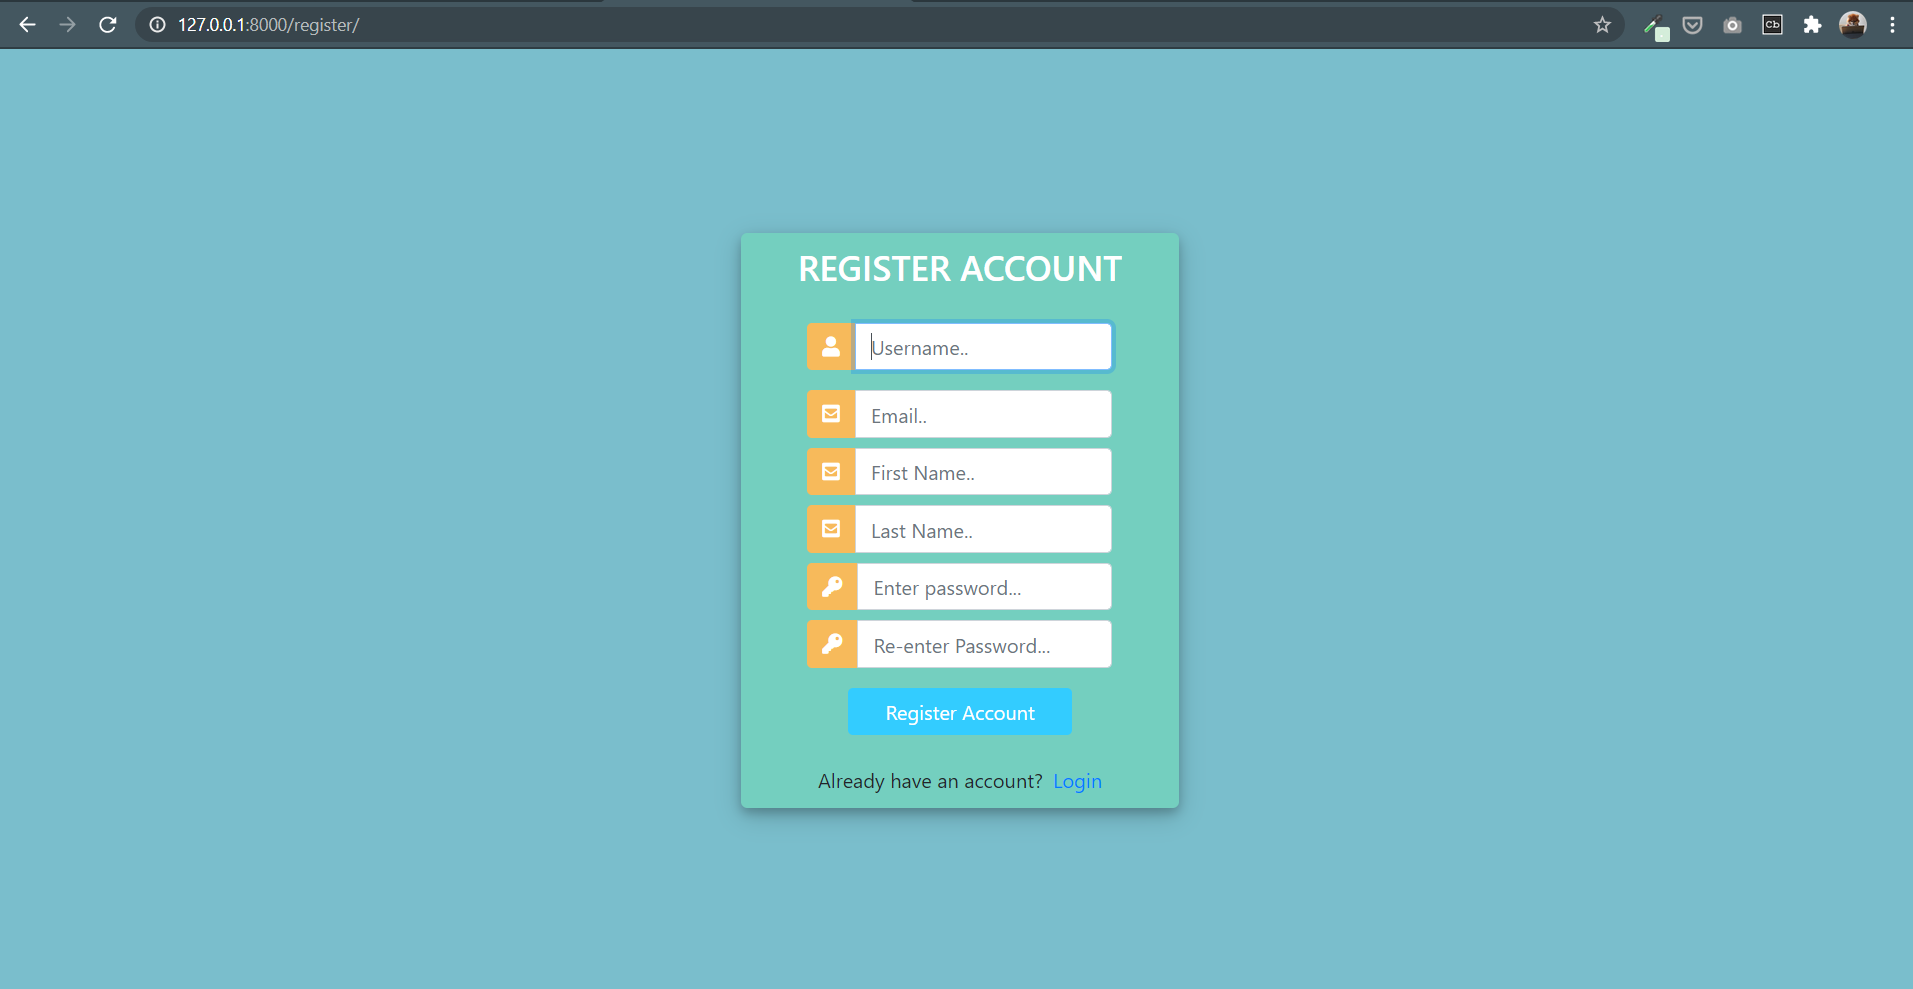 127.0.0.1:8000/register/
Cb
REGISTER ACCOUNT
Username..
Email..
First Name..
Last Name..
Enter password...
Re-enter Password...
Register Account
Already have an account? Login